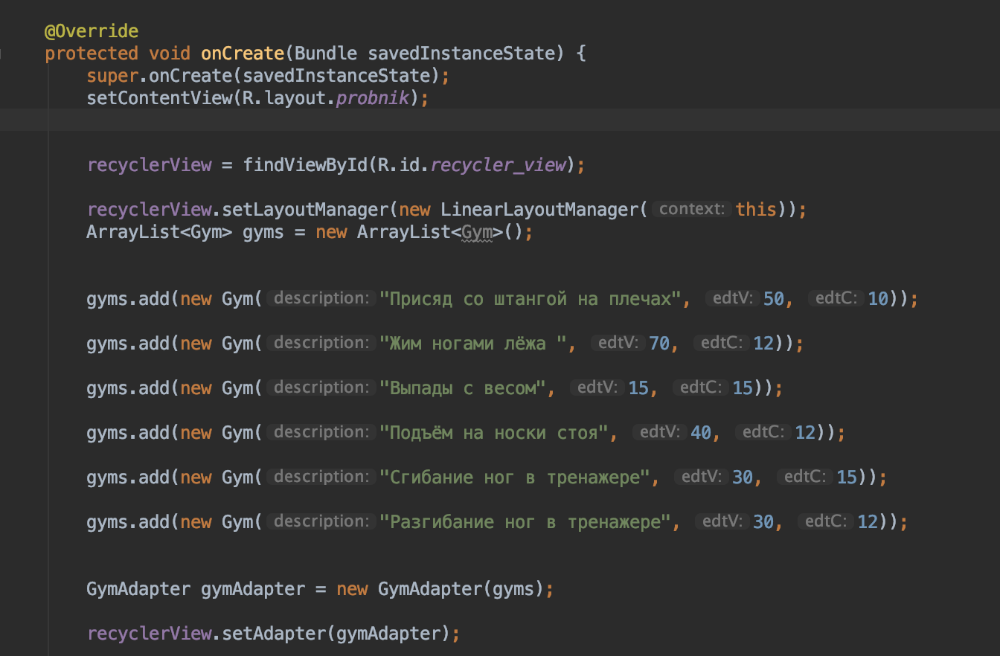 @Override
protected void onCreate(Bundle savedInstanceState) {
super.onCreate(savedInstanceState);
setContentView(R.layout.probnik);
recyclerView = findViewById(R.id.recycler_view);
recyclerView.setLayoutManager(new LinearLayoutManager( context: this));
ArrayList<Gym> gyms = new ArrayList<Gym>();
gyms.add(new Gym( description: "Присяд со штангой на плечах", edtV: 50, edtC: 10));
gyms.add(new Gym( description: "Жим ногами лёжа ", edtV: 70, edtC: 12));
gyms.add(new Gym( description: "Выпады с весом", edtV: 15, edtC: 15));
gyms.add(new Gym( description: "Подъём на носки стоя", edtV: 40, edtC: 12));
gyms.add(new Gym( description: "Сгибание ног в тренажере", edtV: 30, edtC: 15));
gyms.add(new Gym( description: "Разгибание ног в тренажере", edtV: 30, edtC: 12));
GymAdapter gymAdapter = new GymAdapter(gyms);
recyclerView.setAdapter(gymAdapter);